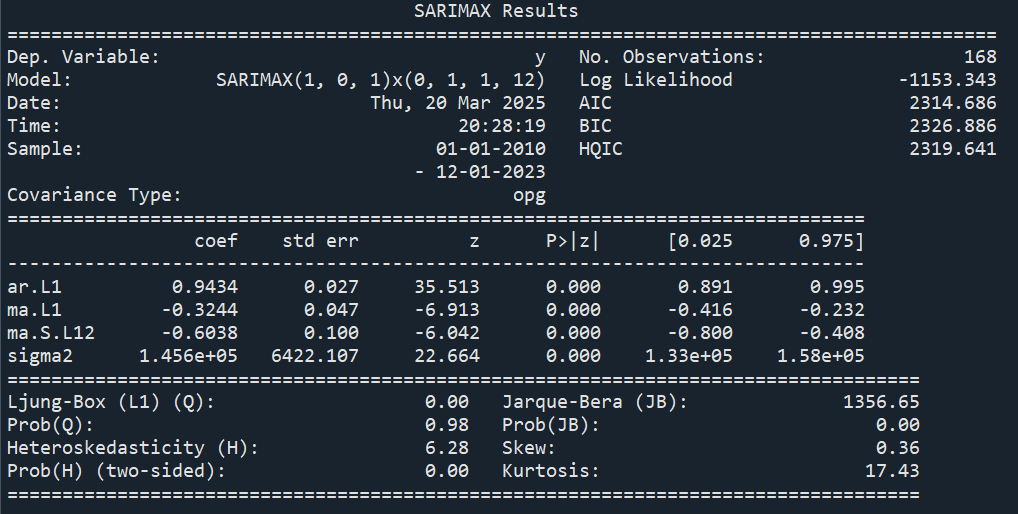 SARIMAX Results
==========================================================================================
Dep. Variable:                                  y   No. Observations:                  168
Model:             SARIMAX(1, 0, 1)x(0, 1, 1, 12)   Log Likelihood               -1153.343
Date:                            Thu, 20 Mar 2025   AIC                           2314.686
Time:                                    20:28:19   BIC                           2326.886
Sample:                                01-01-2010   HQIC                          2319.641
                                     - 12-01-2023
Covariance Type:                              opg
==============================================================================
                 coef    std err          z      P>|z|      [0.025      0.975]
------------------------------------------------------------------------------
ar.L1          0.9434      0.027     35.513      0.000       0.891       0.995
ma.L1         -0.3244      0.047     -6.913      0.000      -0.416      -0.232
ma.S.L12      -0.6038      0.100     -6.042      0.000      -0.800      -0.408
sigma2      1.456e+05   6422.107     22.664      0.000    1.33e+05    1.58e+05
===================================================================================
Ljung-Box (L1) (Q):                   0.00   Jarque-Bera (JB):              1356.65
Prob(Q):                              0.98   Prob(JB):                         0.00
Heteroskedasticity (H):               6.28   Skew:                             0.36
Prob(H) (two-sided):                  0.00   Kurtosis:                        17.43
===================================================================================